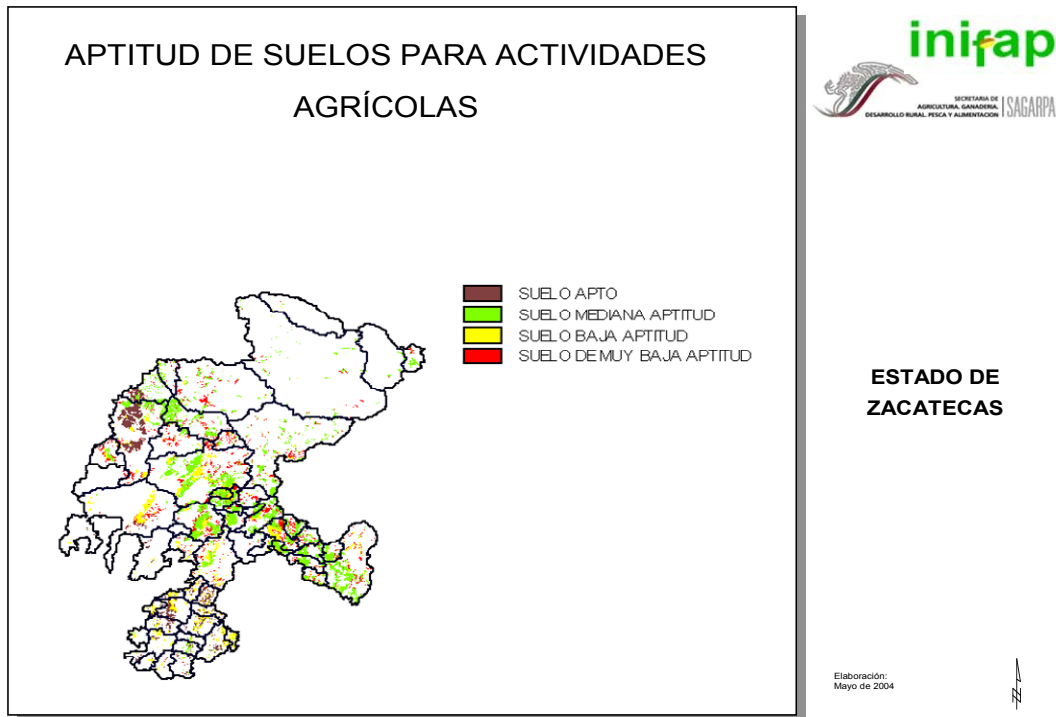 APTITUD DE SUELOS PARA ACTIVIDADES
AGRÍCOLAS
SUELO APTO
SUELO MEDIANA APTITUD
SUELO BAJA APTITUD
SUELO DE MUY BAJA APTITUD
inifap
SECRETARIA DE
AGRICULTURA, GANADERIA,
DESARROLLO RURAL, PESCA Y ALIMENTACION
SAGARPA
ESTADO DE
ZACATECAS
Elaboración:
Mayo de 2004